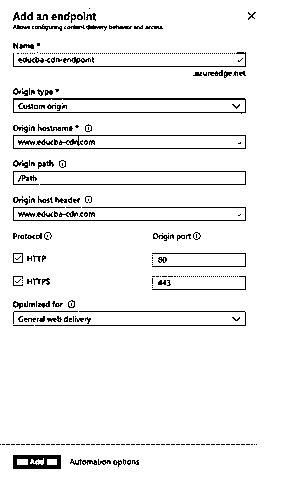 Add an endpoint
Allows configuring content delivery behavior and access.
Name *
educba-cdn-endpoint
.azureedge.net
Origin type *
Custom origin
Origin hostname *
www.educba-cdn.com
Origin path
/Path
Origin host header
www.educba-cdn.com
Protocol Origin port
HTTP 80
HTTPS 443
Optimized for
General web delivery
Add Automation options